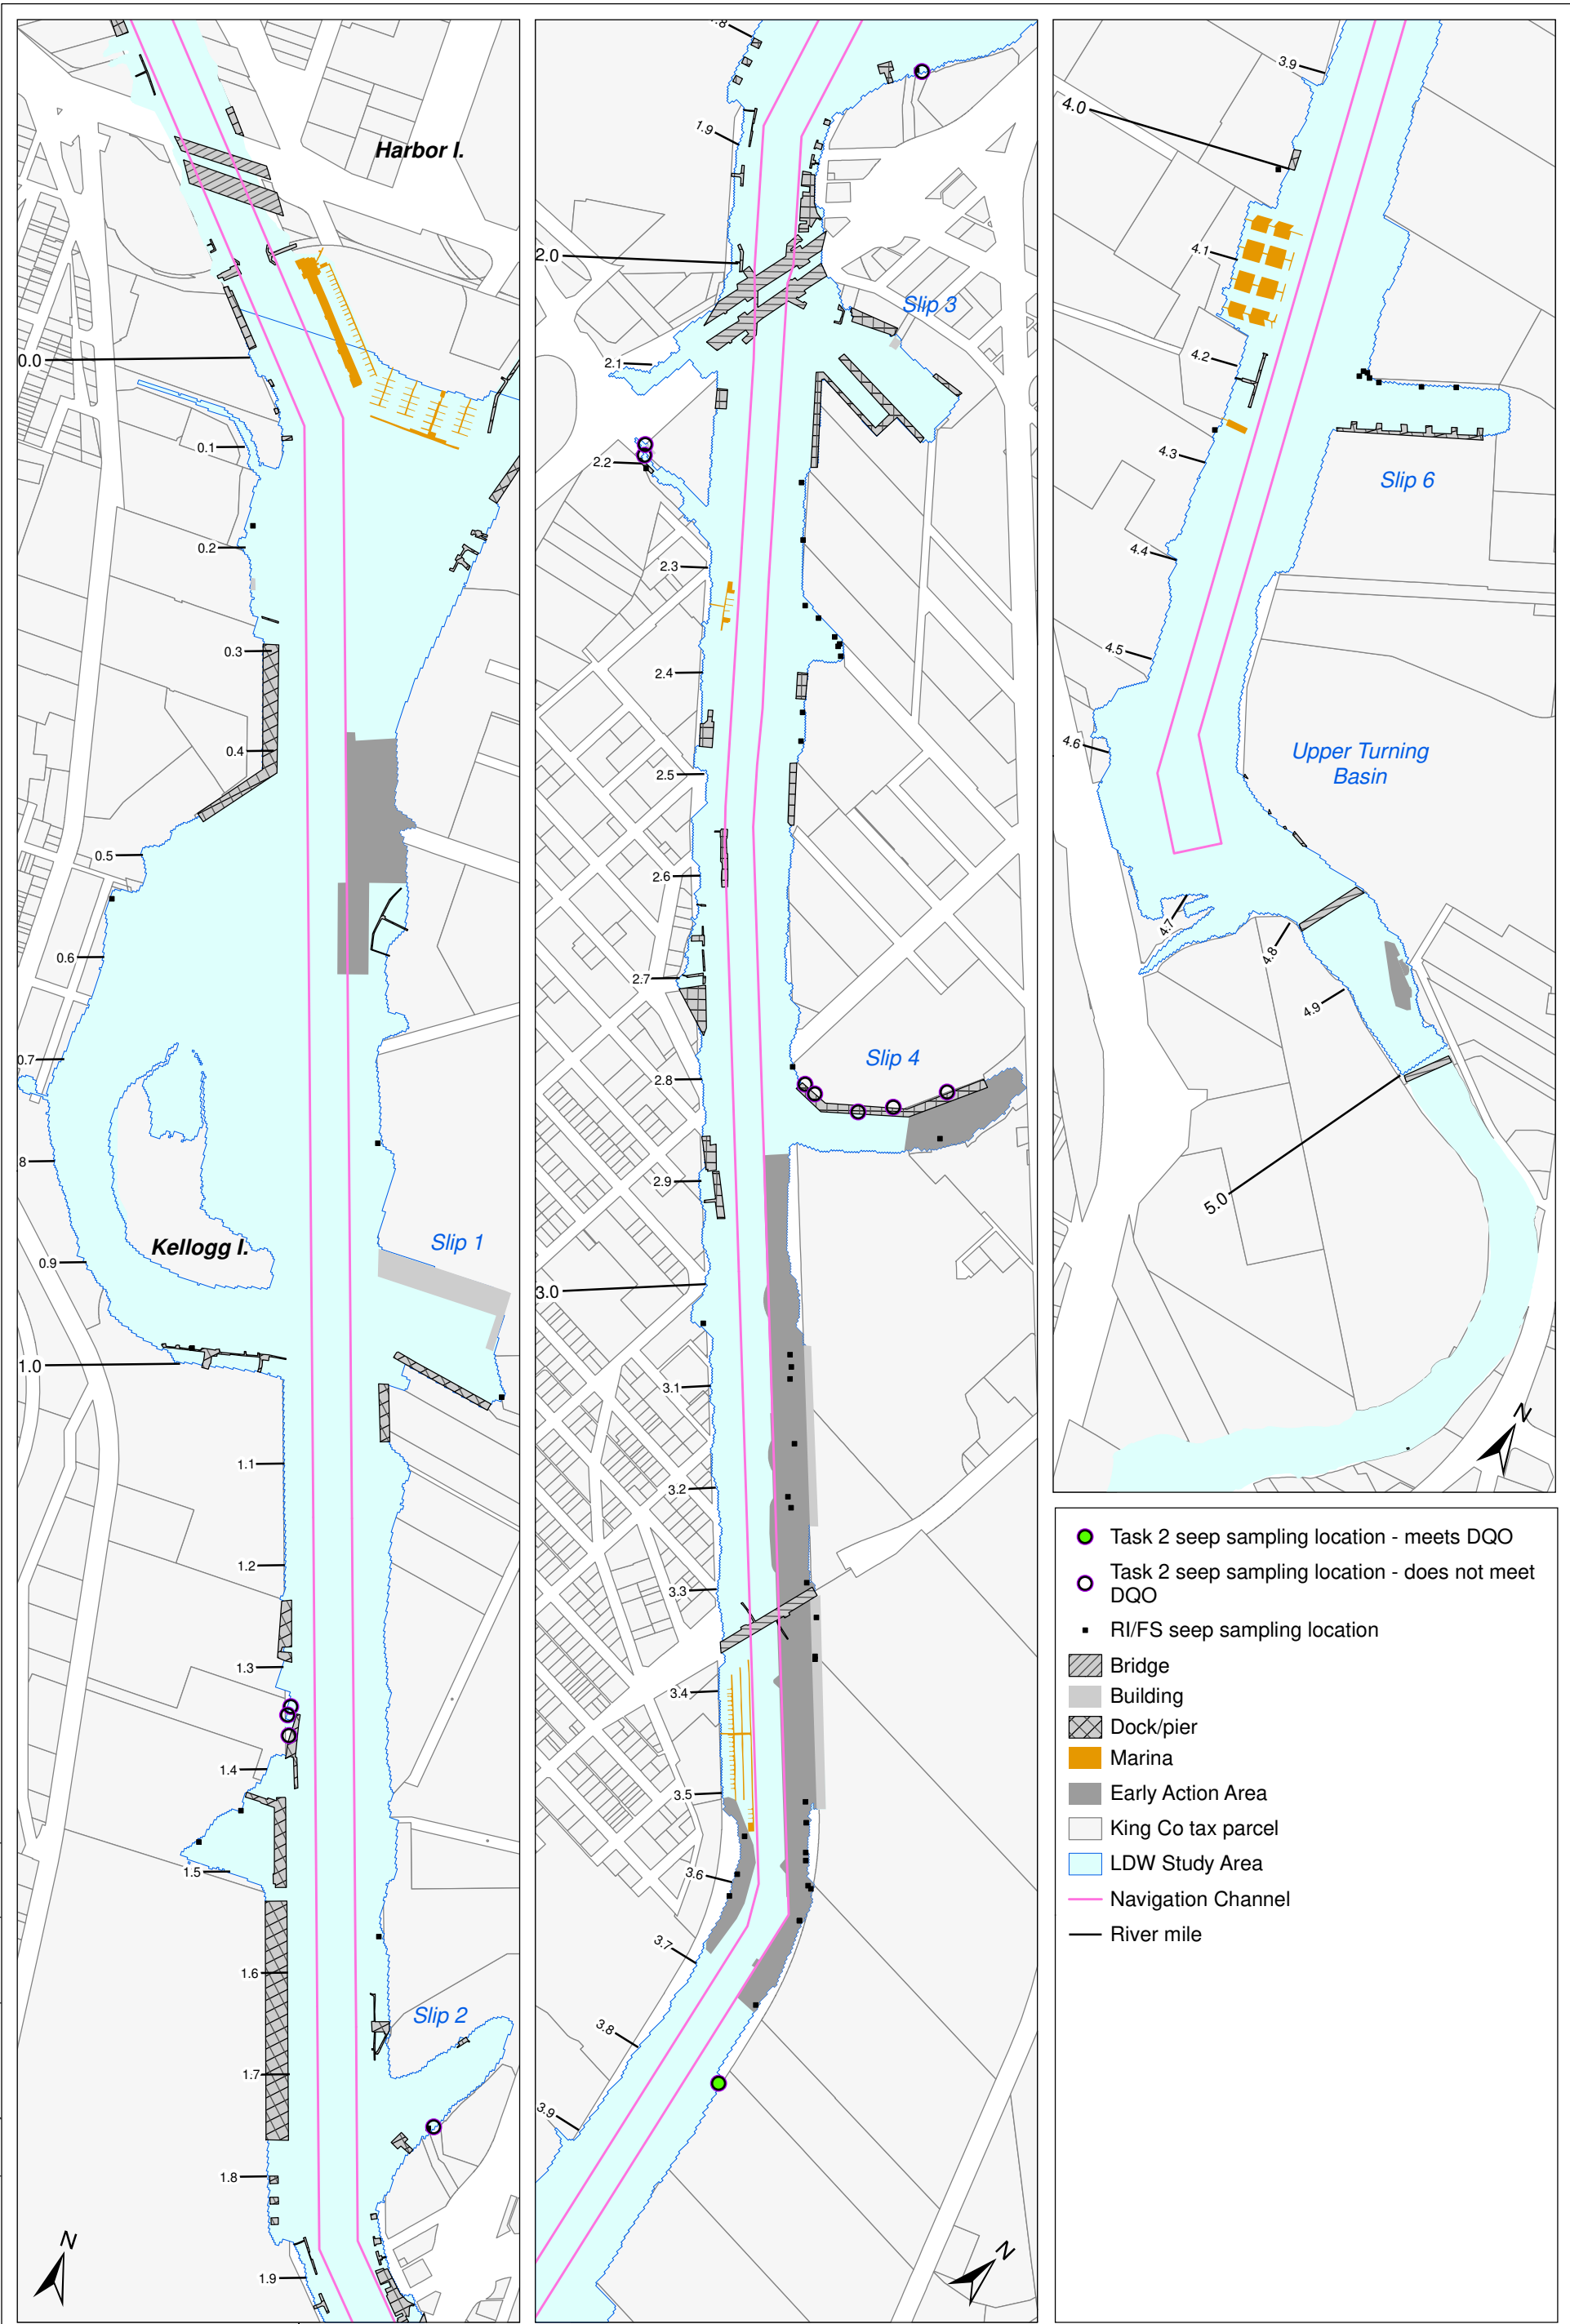 Harbor I.
0.0
0.1
0.2
0.3
0.4
0.5
0.6
0.7
8
Kellogg I.
Slip 1
0.9
1.0
1.1
1.2
1.3
1.4
1.5
1.6
Slip 2
1.7
1.8
1.9
N
.8
1.9
2.0
Slip 3
2.1
2.2
2.3
2.4
2.5
2.6
2.7
Slip 4
2.8
2.9
3.0
3.1
3.2
3.3
3.4
3.5
3.6
3.7
3.8
3.9
N
3.9
4.0
4.1
4.2
4.3
Slip 6
4.4
4.5
4.6
Upper Turning
Basin
4.7
4.8
4.9
5.0
N
Task 2 seep sampling location - meets DQO
Task 2 seep sampling location - does not meet
DQO
RI/FS seep sampling location
Bridge
Building
Dock/pier
Marina
Early Action Area
King Co tax parcel
LDW Study Area
Navigation Channel
River mile